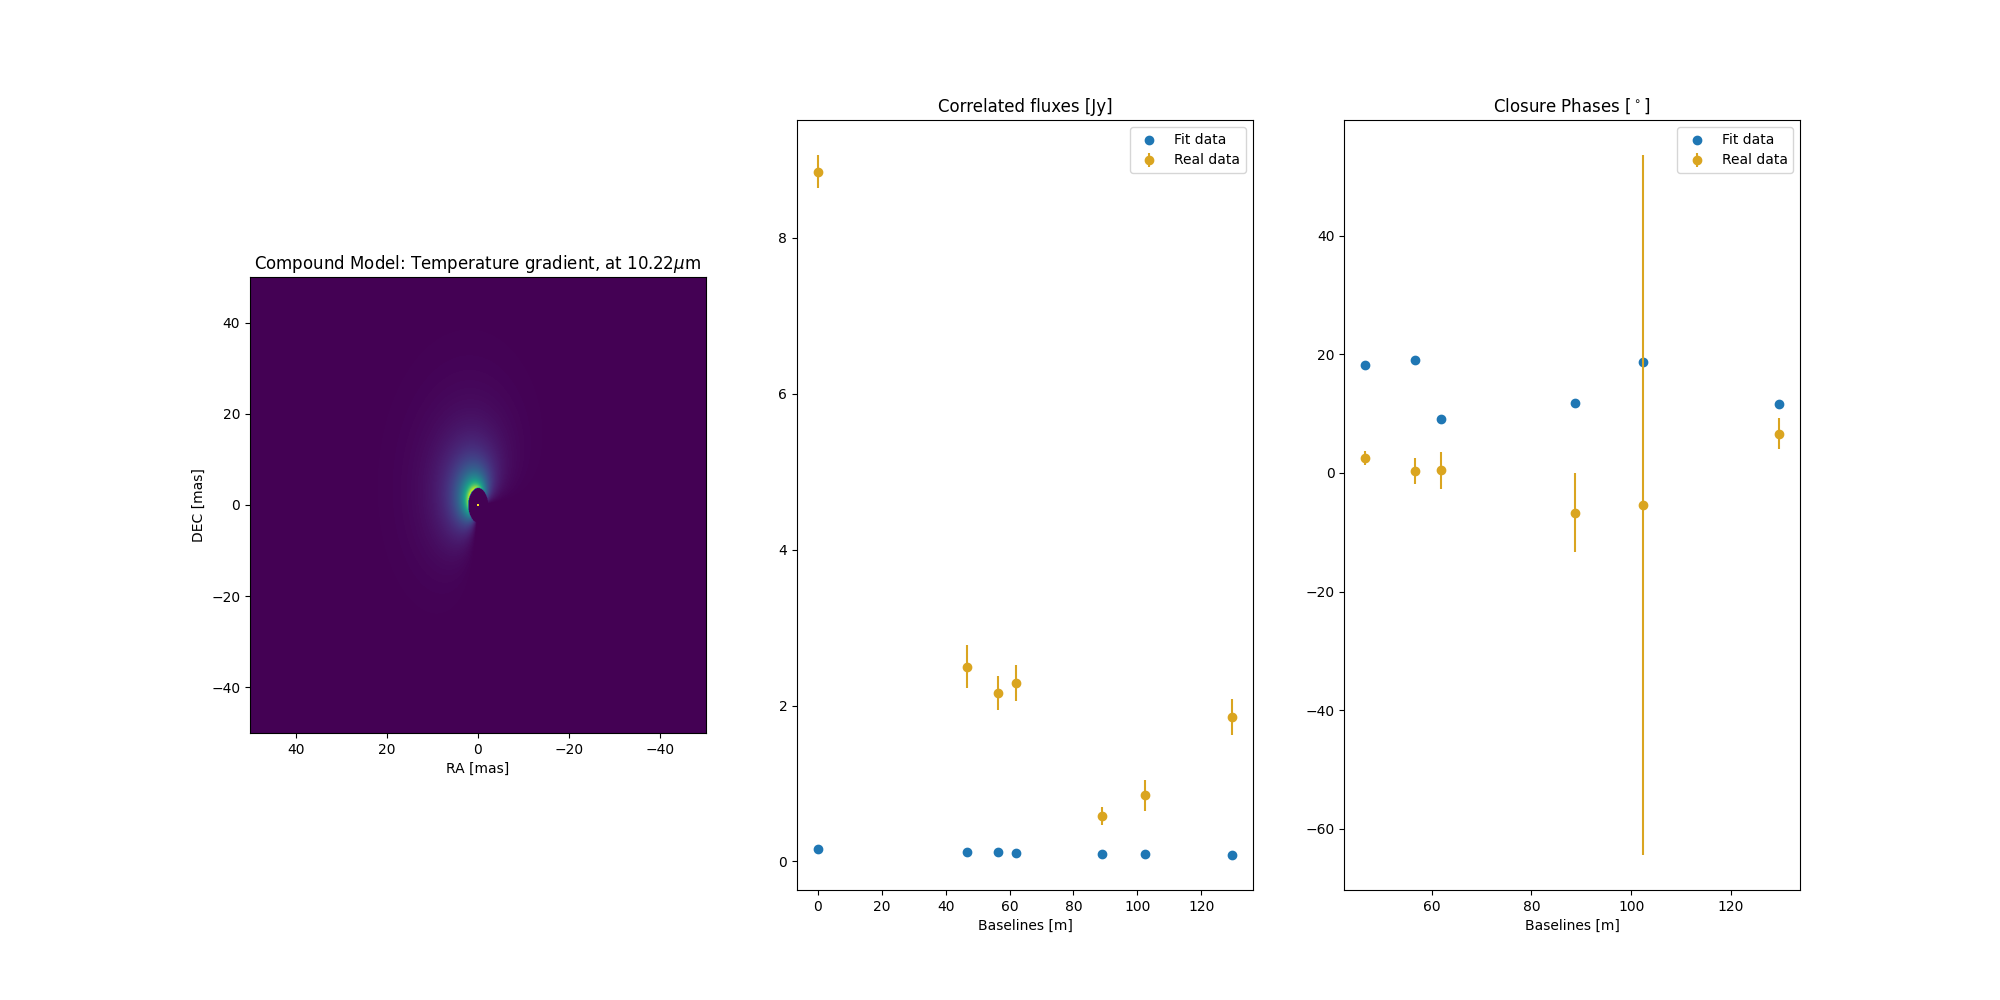 Compound Model: Temperature gradient, at 10.22μm
40
20
0
−20
−40
DEC [mas]
40
20
0
−20
−40
RA [mas]
Correlated fluxes [Jy]
Fit data
Real data
8
6
4
2
0
0
20
40
60
80
100
120
Baselines [m]
Closure Phases [°]
Fit data
Real data
40
20
0
−20
−40
−60
60
80
100
120
Baselines [m]